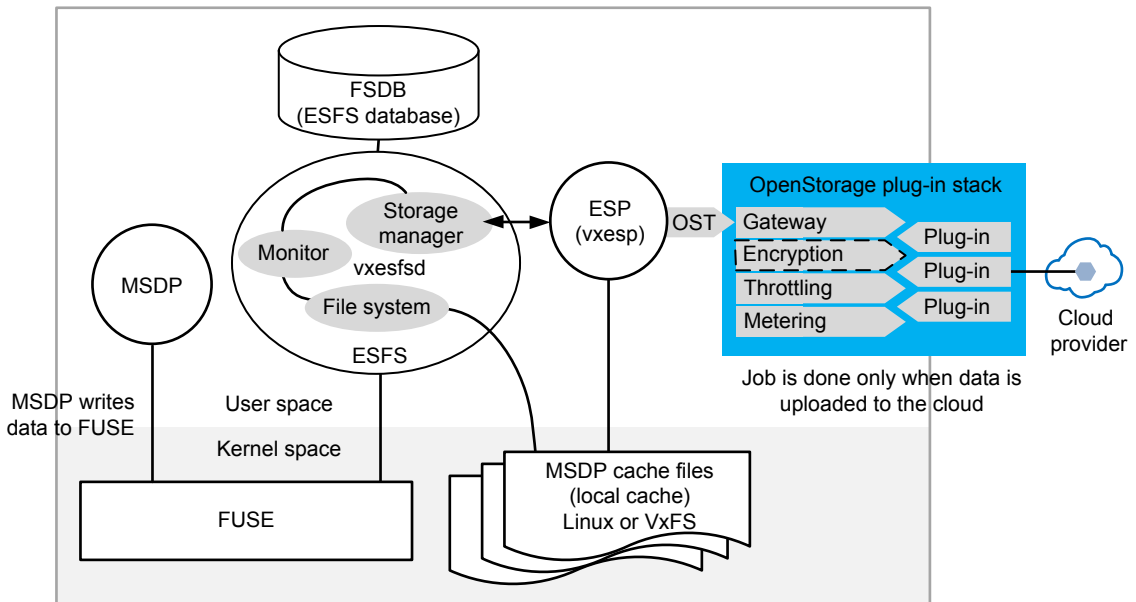 FSDB
(ESFS database)
Storage
manager
Monitor
vxesfsd
File system
ESFS
MSDP
ESP
(vxesp)
OST
OpenStorage plug-in stack
Gateway
Encryption
Throttling
Metering
Plug-in
Plug-in
Plug-in
Cloud
provider
Job is done only when data is
uploaded to the cloud
MSDP writes
data to FUSE
User space
Kernel space
FUSE
MSDP cache files
(local cache)
Linux or VxFS